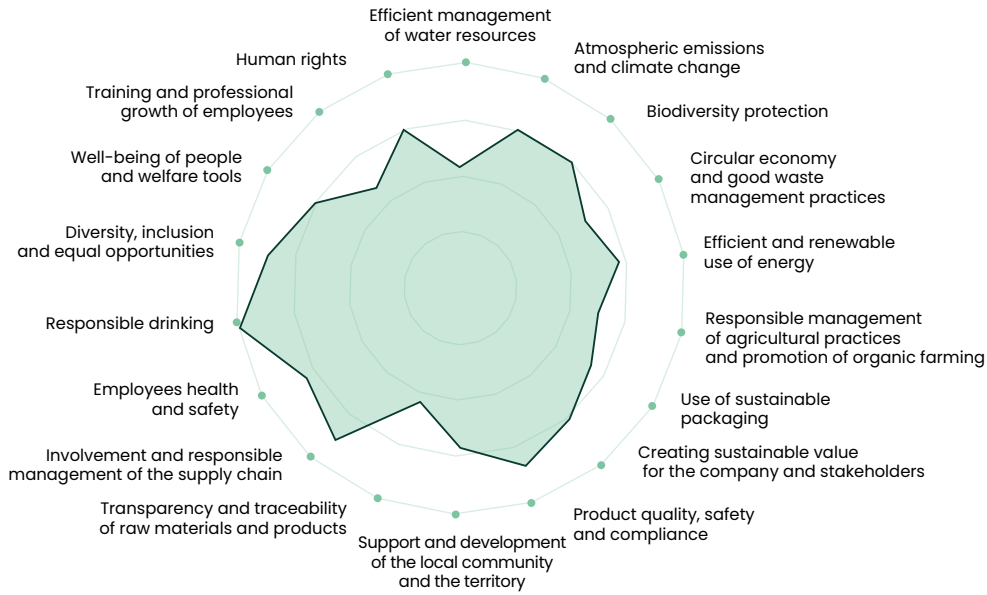 Efficient management
of water resources
Atmospheric emissions
and climate change
Biodiversity protection
Circular economy
and good waste
management practices
Efficient and renewable
use of energy
Responsible management
of agricultural practices
and promotion of organic farming
Use of sustainable
packaging
Creating sustainable value
for the company and stakeholders
Product quality, safety
and compliance
Support and development
of the local community
and the territory
Transparency and traceability
of raw materials and products
Involvement and responsible
management of the supply chain
Employees health
and safety
Responsible drinking
Diversity, inclusion
and equal opportunities
Well-being of people
and welfare tools
Training and professional
growth of employees
Human rights